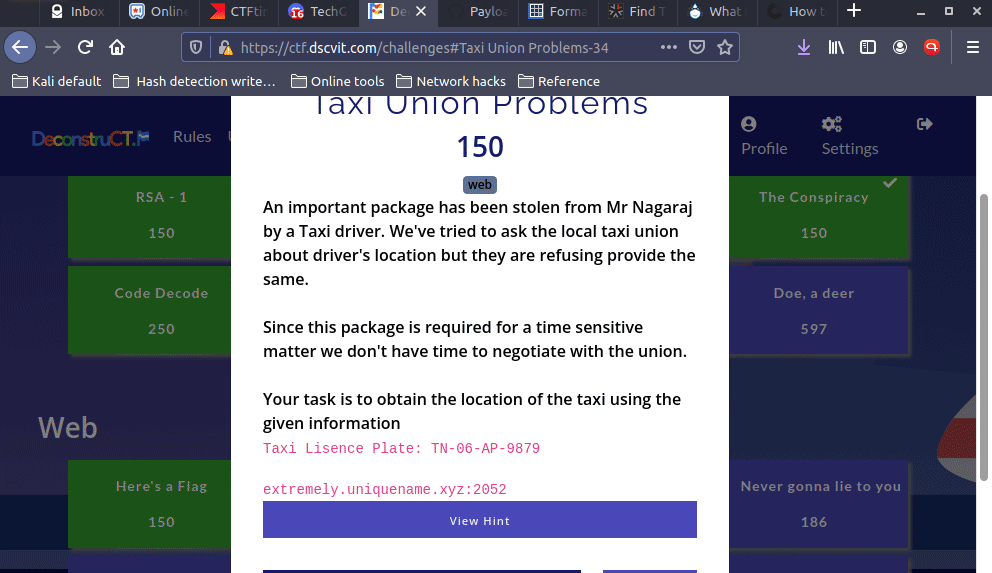 Inbox
Online
CTFtir
16 TechG
De
Payloa
Forma
Find T
What
How t
https://ctf.dscvit.com/challenges#Taxi Union Problems-34
Kali default
Hash detection write...
Online tools
Network hacks
Reference
DeconstruCT.F
Rules
Profile
Settings
Taxi Union Problems
150
web
An important package has been stolen from Mr Nagaraj
by a Taxi driver. We've tried to ask the local taxi union
about driver's location but they are refusing provide the
same.
Since this package is required for a time sensitive
matter we don't have time to negotiate with the union.
Your task is to obtain the location of the taxi using the
given information
Taxi Lisence Plate: TN-06-AP-9879
extremely.uniquename.xyz:2052
View Hint
RSA - 1
150
The Conspiracy
150
Code Decode
250
Doe, a deer
597
Web
Here's a Flag
150
Never gonna lie to you
186